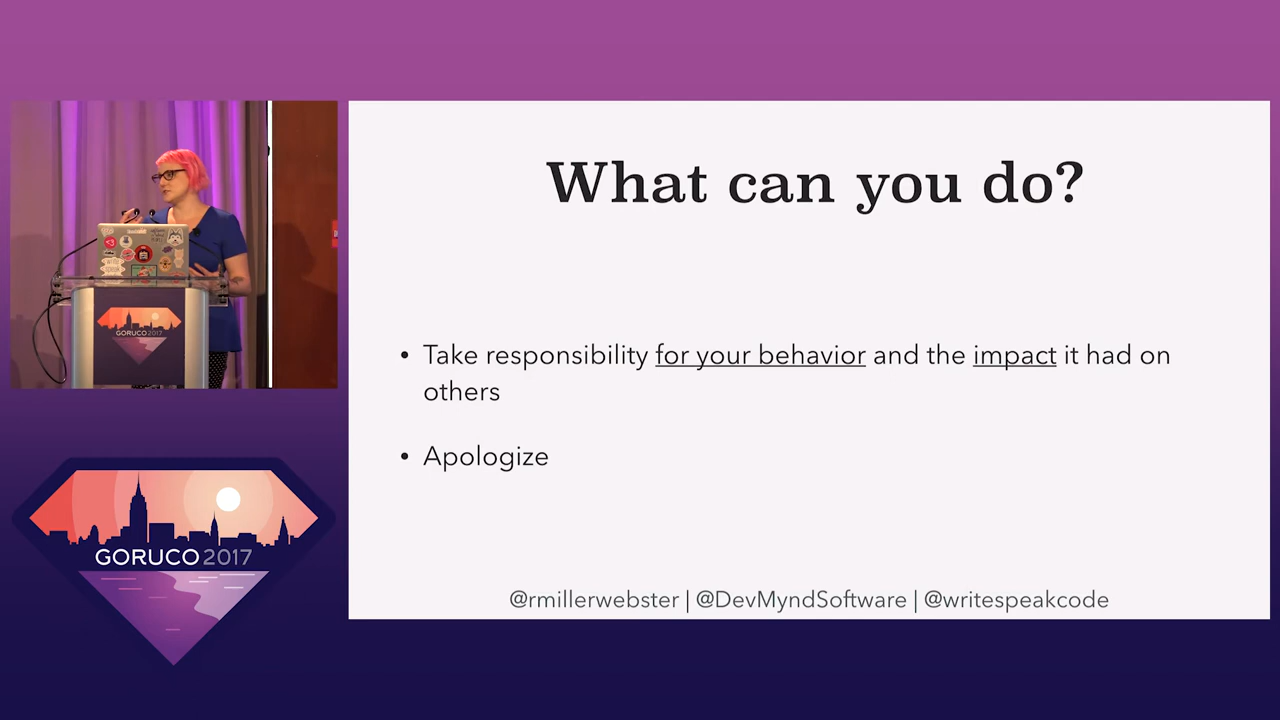 What can you do?
• Take responsibility for your behavior and the impact it had on
others
• Apologize
@rmillerwebster | @DevMyndSoftware | @writespeakcode
GORUCO 2017
GORUCO 2017